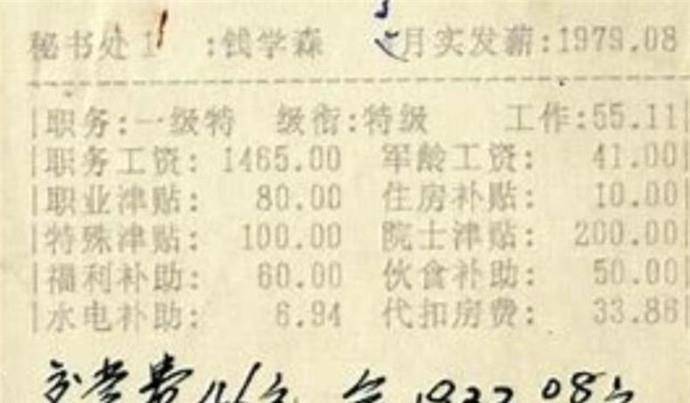 秘书处1 :钱学森 月实发薪:1979.08
职务:一级特 级衔:特级 工作:55.11
职务工资: 1465.00 军龄工资: 41.00
职业津贴: 80.00 住房补贴: 10.00
特殊津贴: 100.00 院士津贴: 200.00
福利补助: 60.00 伙食补助: 50.00
水电补助: 6.94 代扣房费: 33.86
交党费